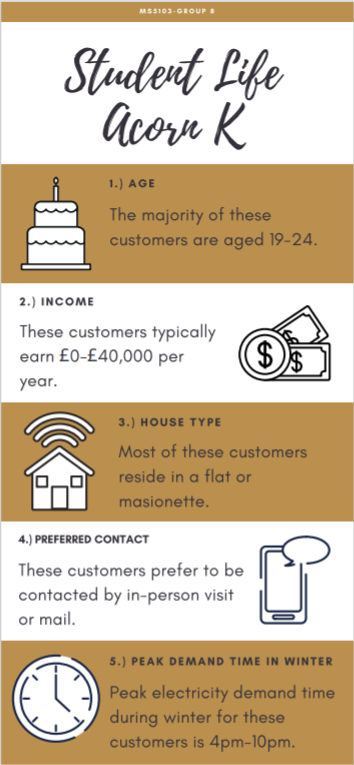 MS5103-GROUP 8
Student Life
Acorn K
1.) AGE
The majority of these
customers are aged 19-24.
2.) INCOME
These customers typically
earn £0-£40,000 per
year.
$
$
3.) HOUSE TYPE
Most of these customers
reside in a flat or
masionette.
4.) PREFERRED CONTACT
These customers prefer to be
contacted by in-person visit
or mail.
5.) PEAK DEMAND TIME IN WINTER
Peak electricity demand time
during winter for these
customers is 4pm-10pm.